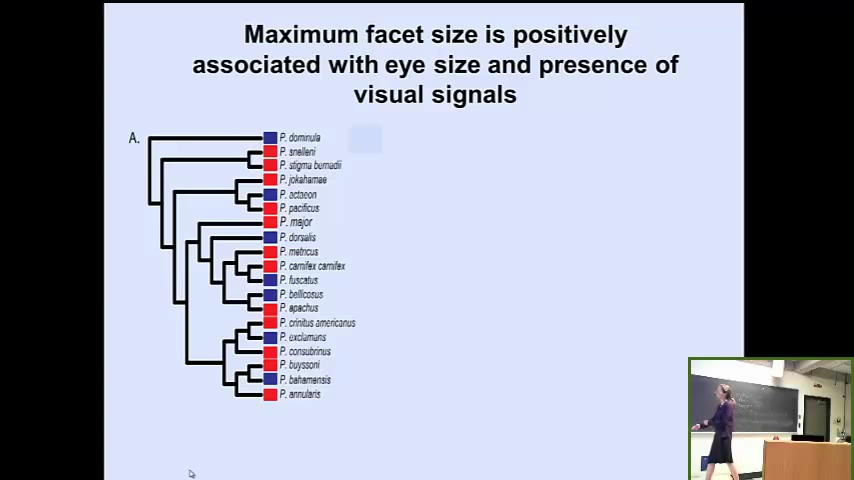 Maximum facet size is positively
associated with eye size and presence of
visual signals
A.
P. dominula
P. snelleni
P. stigma bernadii
P. jokahamae
P. actaeon
P. pacificus
P. major
P. dorsalis
P. metricus
P. carnifex carnifex
P. fuscatus
P. bellicosus
P. apachus
P. crinitus americanus
P. exclamans
P. consubrinus
P. buyssoni
P. bahamensis
P. annularis